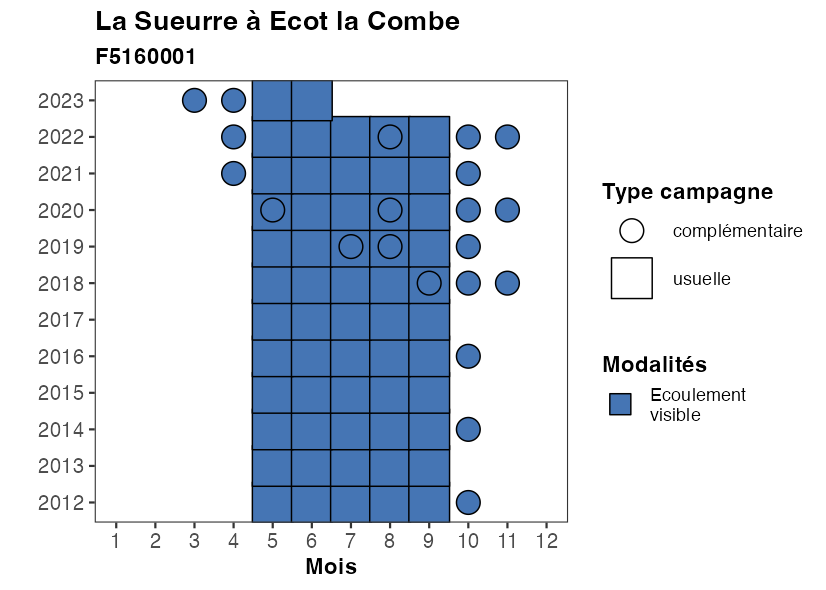 La Sueurre à Ecot la Combe
F5160001
2023
2022
2021
2020
2019
2018
2017
2016
2015
2014
2013
2012
1 2 3 4 5 6 7 8 9 10 11 12
Mois
Type campagne
complémentaire
usuelle
Modalités
Ecoulement
visible